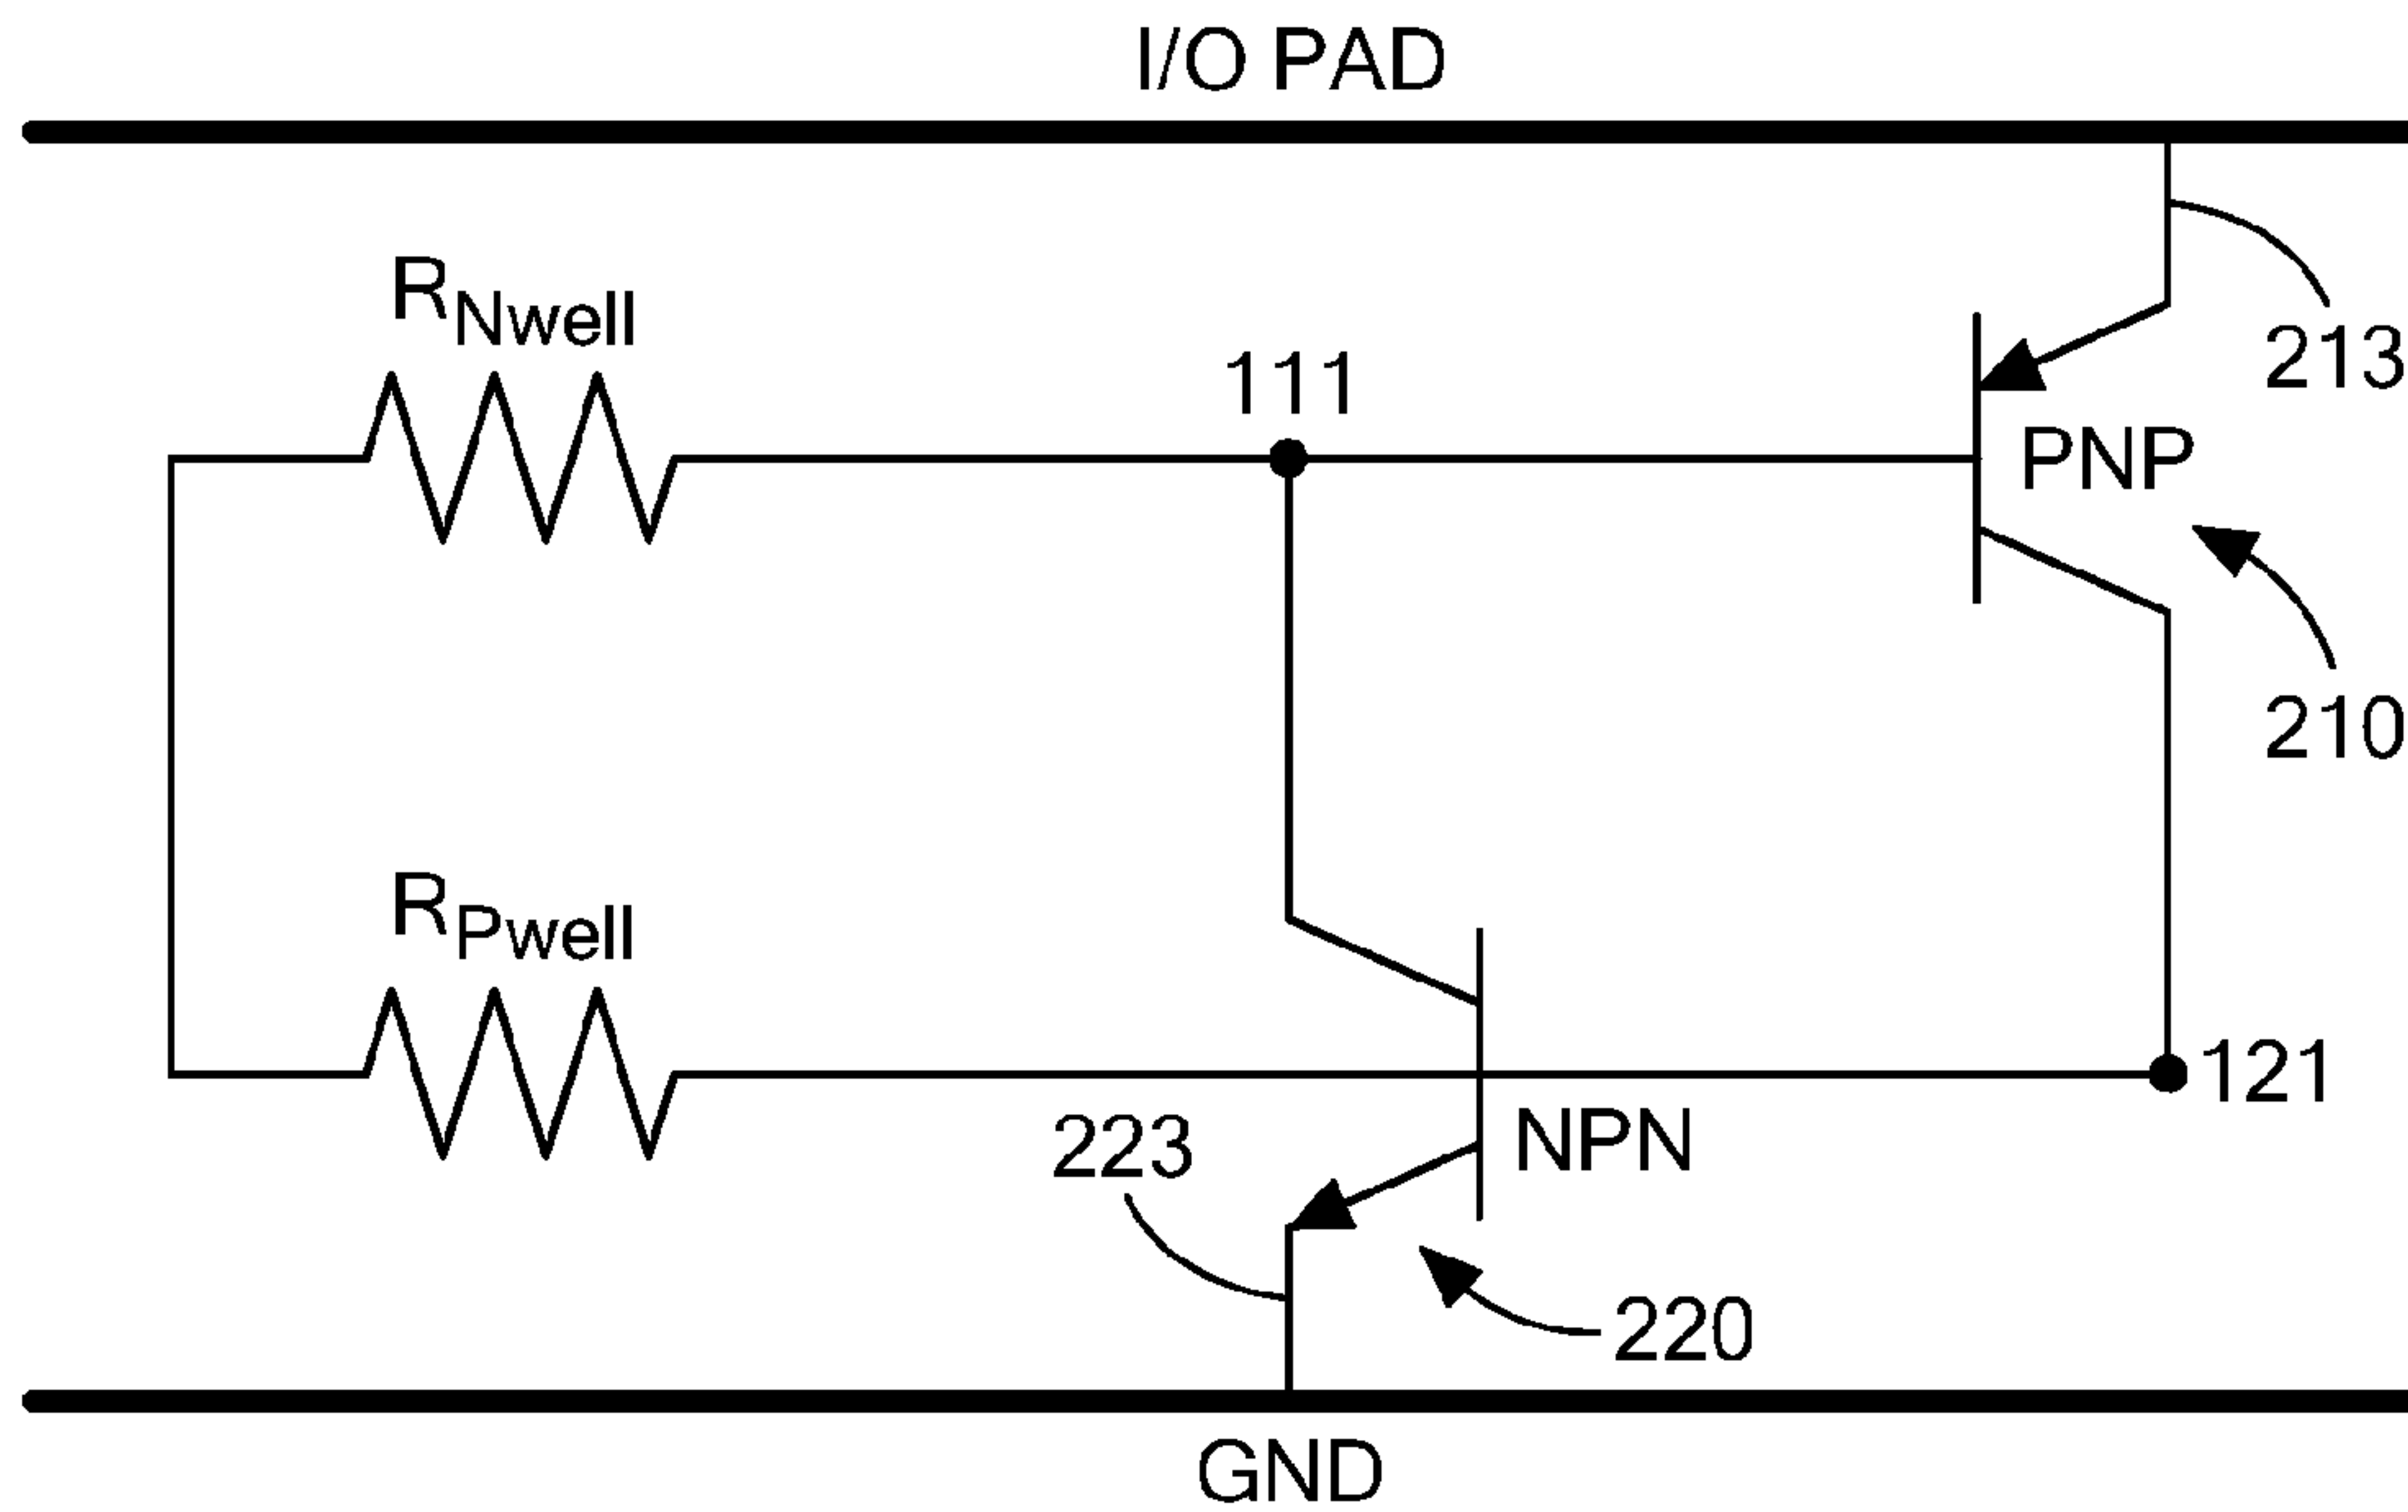 I/O PAD
RNwell
111
213
PNP
210
RPwell
121
223
NPN
220
GND